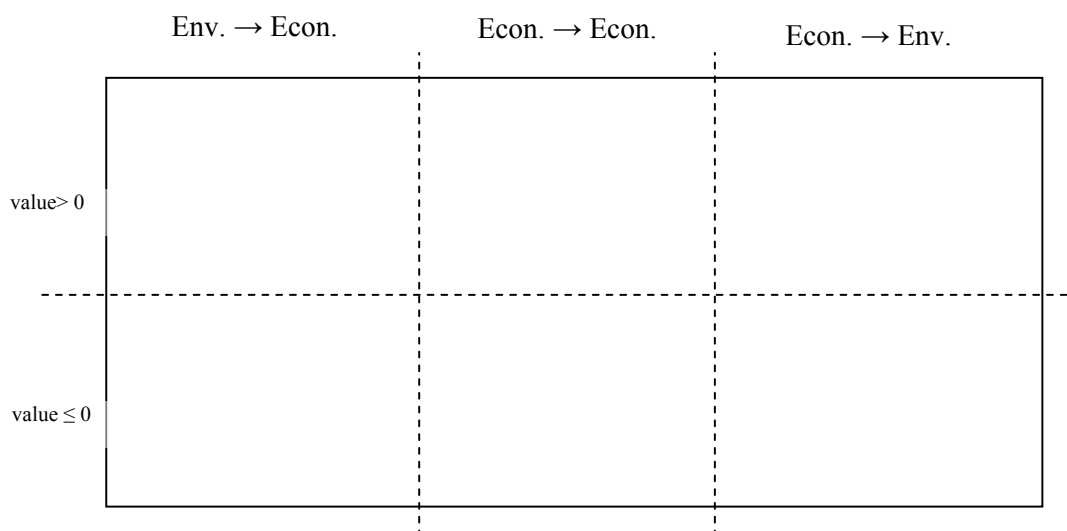 Env. → Econ.
Econ. → Econ.
Econ. → Env.
value> 0
value ≤ 0